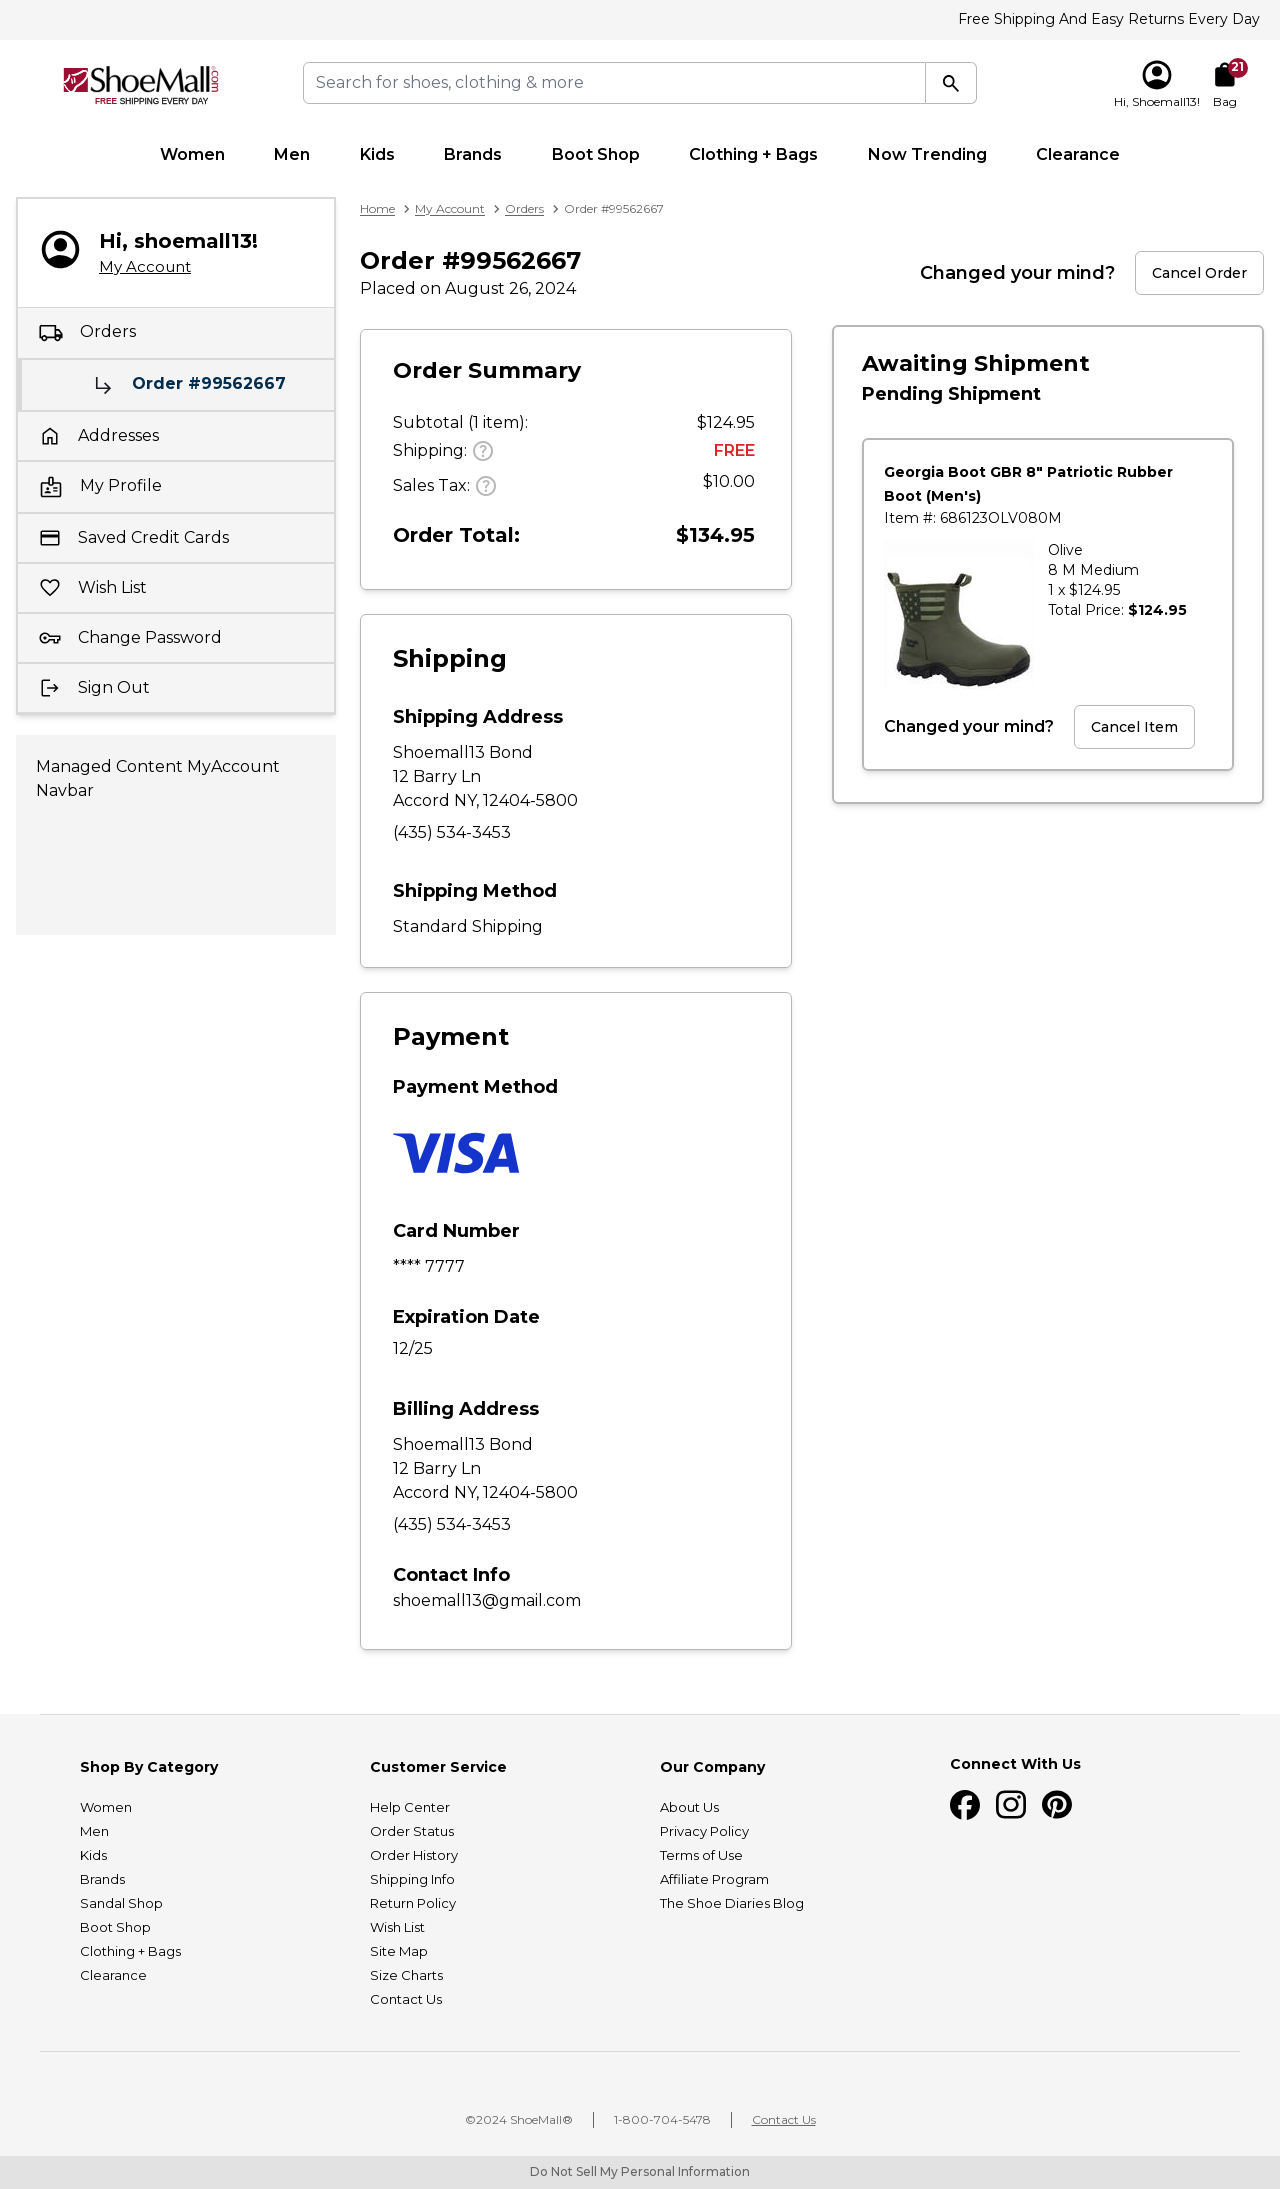 Free Shipping And Easy Returns Every Day
ShoeMall®.com
FREE SHIPPING EVERY DAY
Search for shoes, clothing & more
Hi, Shoemall13!
21
Bag
Women Men Kids Brands Boot Shop Clothing + Bags Now Trending Clearance
Hi, shoemall13!
My Account
Orders
Order #99562667
Addresses
My Profile
Saved Credit Cards
Wish List
Change Password
Sign Out
Managed Content MyAccount
Navbar
Home > My Account > Orders > Order #99562667
Order #99562667
Placed on August 26, 2024
Changed your mind?
Cancel Order
Order Summary
Subtotal (1 item): $124.95
Shipping: ? FREE
Sales Tax: ? $10.00
Order Total: $134.95
Shipping
Shipping Address
Shoemall13 Bond
12 Barry Ln
Accord NY, 12404-5800
(435) 534-3453
Shipping Method
Standard Shipping
Payment
Payment Method
VISA
Card Number
**** 7777
Expiration Date
12/25
Billing Address
Shoemall13 Bond
12 Barry Ln
Accord NY, 12404-5800
(435) 534-3453
Contact Info
shoemall13@gmail.com
Awaiting Shipment
Pending Shipment
Georgia Boot GBR 8" Patriotic Rubber
Boot (Men's)
Item #: 686123OLV080M
Olive
8 M Medium
1 x $124.95
Total Price: $124.95
Changed your mind?
Cancel Item
Shop By Category
Women
Men
Kids
Brands
Sandal Shop
Boot Shop
Clothing + Bags
Clearance
Customer Service
Help Center
Order Status
Order History
Shipping Info
Return Policy
Wish List
Site Map
Size Charts
Contact Us
Our Company
About Us
Privacy Policy
Terms of Use
Affiliate Program
The Shoe Diaries Blog
Connect With Us
©2024 ShoeMall® | 1-800-704-5478 | Contact Us
Do Not Sell My Personal Information